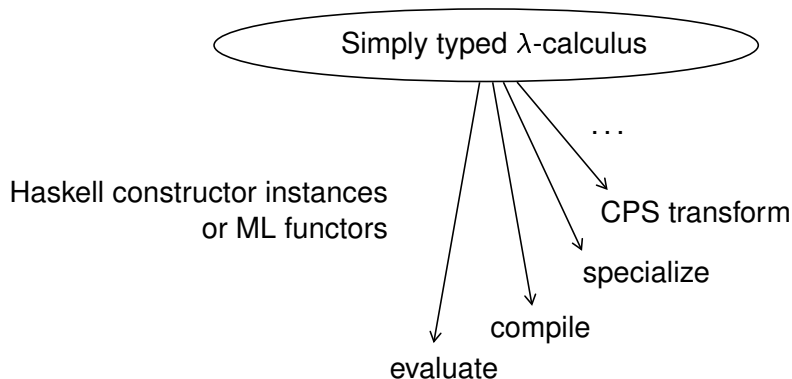 Simply typed λ-calculus
...
Haskell constructor instances
or ML functors
CPS transform
specialize
compile
evaluate